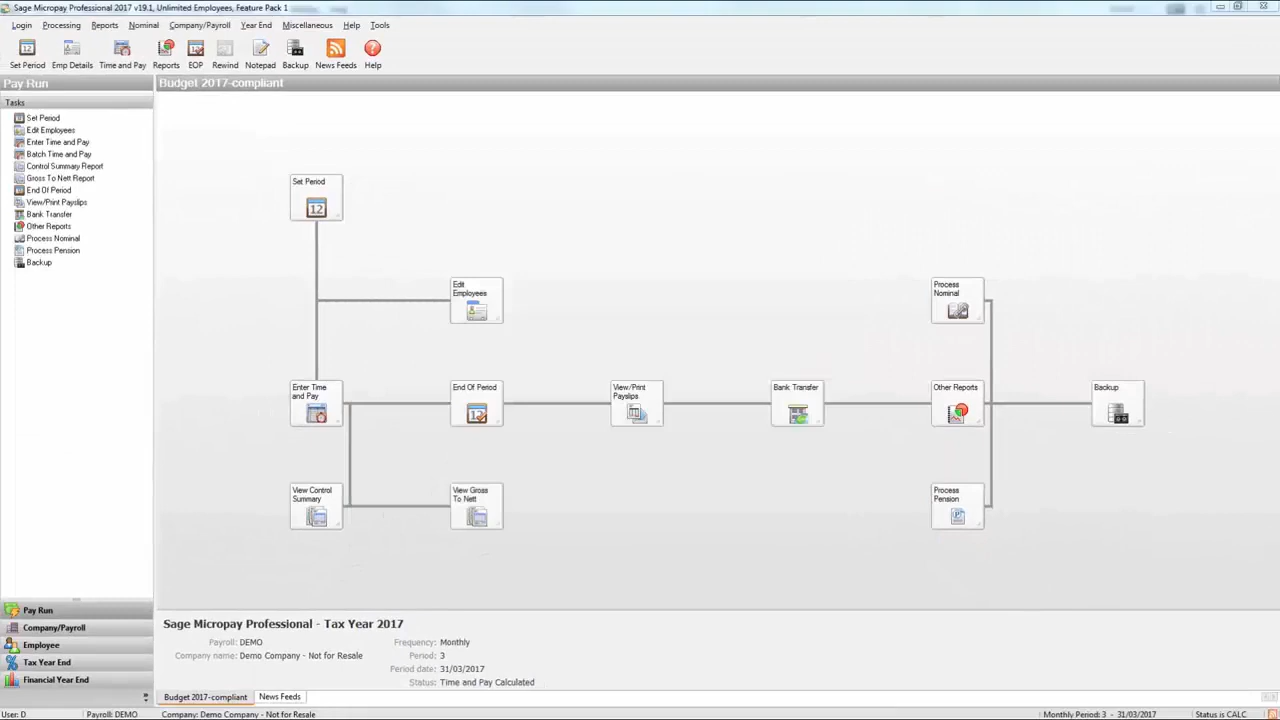 Sage Micropay Professional 2017 v19.1, Unlimited Employees, Feature Pack 1
Login Processing Reports Nominal Company/Payroll Year End Miscellaneous Help Tools
Set Period Emp Details Time and Pay Reports EOP Rewind Notepad Backup News Feeds Help
Pay Run
Budget 2017-compliant
Tasks
Set Period
Edit Employees
Enter Time and Pay
Batch Time and Pay
Control Summary Report
Gross To Nett Report
End Of Period
View/Print Payslips
Bank Transfer
Other Reports
Process Nominal
Process Pension
Backup
Set Period
12
Edit
Employees
Process
Nominal
Enter Time
and Pay
End Of Period
12
View/Print
Payslips
Bank Transfer
Other Reports
Backup
View Control
Summary
View Gross
To Nett
Process
Pension
P
Pay Run
Company/Payroll
Employee
Tax Year End
Financial Year End
Sage Micropay Professional - Tax Year 2017
Payroll: DEMO
Company name: Demo Company - Not for Resale
Frequency: Monthly
Period: 3
Period date: 31/03/2017
Status: Time and Pay Calculated
Budget 2017-compliant News Feeds
User: D Payroll: DEMO Company: Demo Company - Not for Resale Monthly Period: 3 - 31/03/2017 Status is CALC